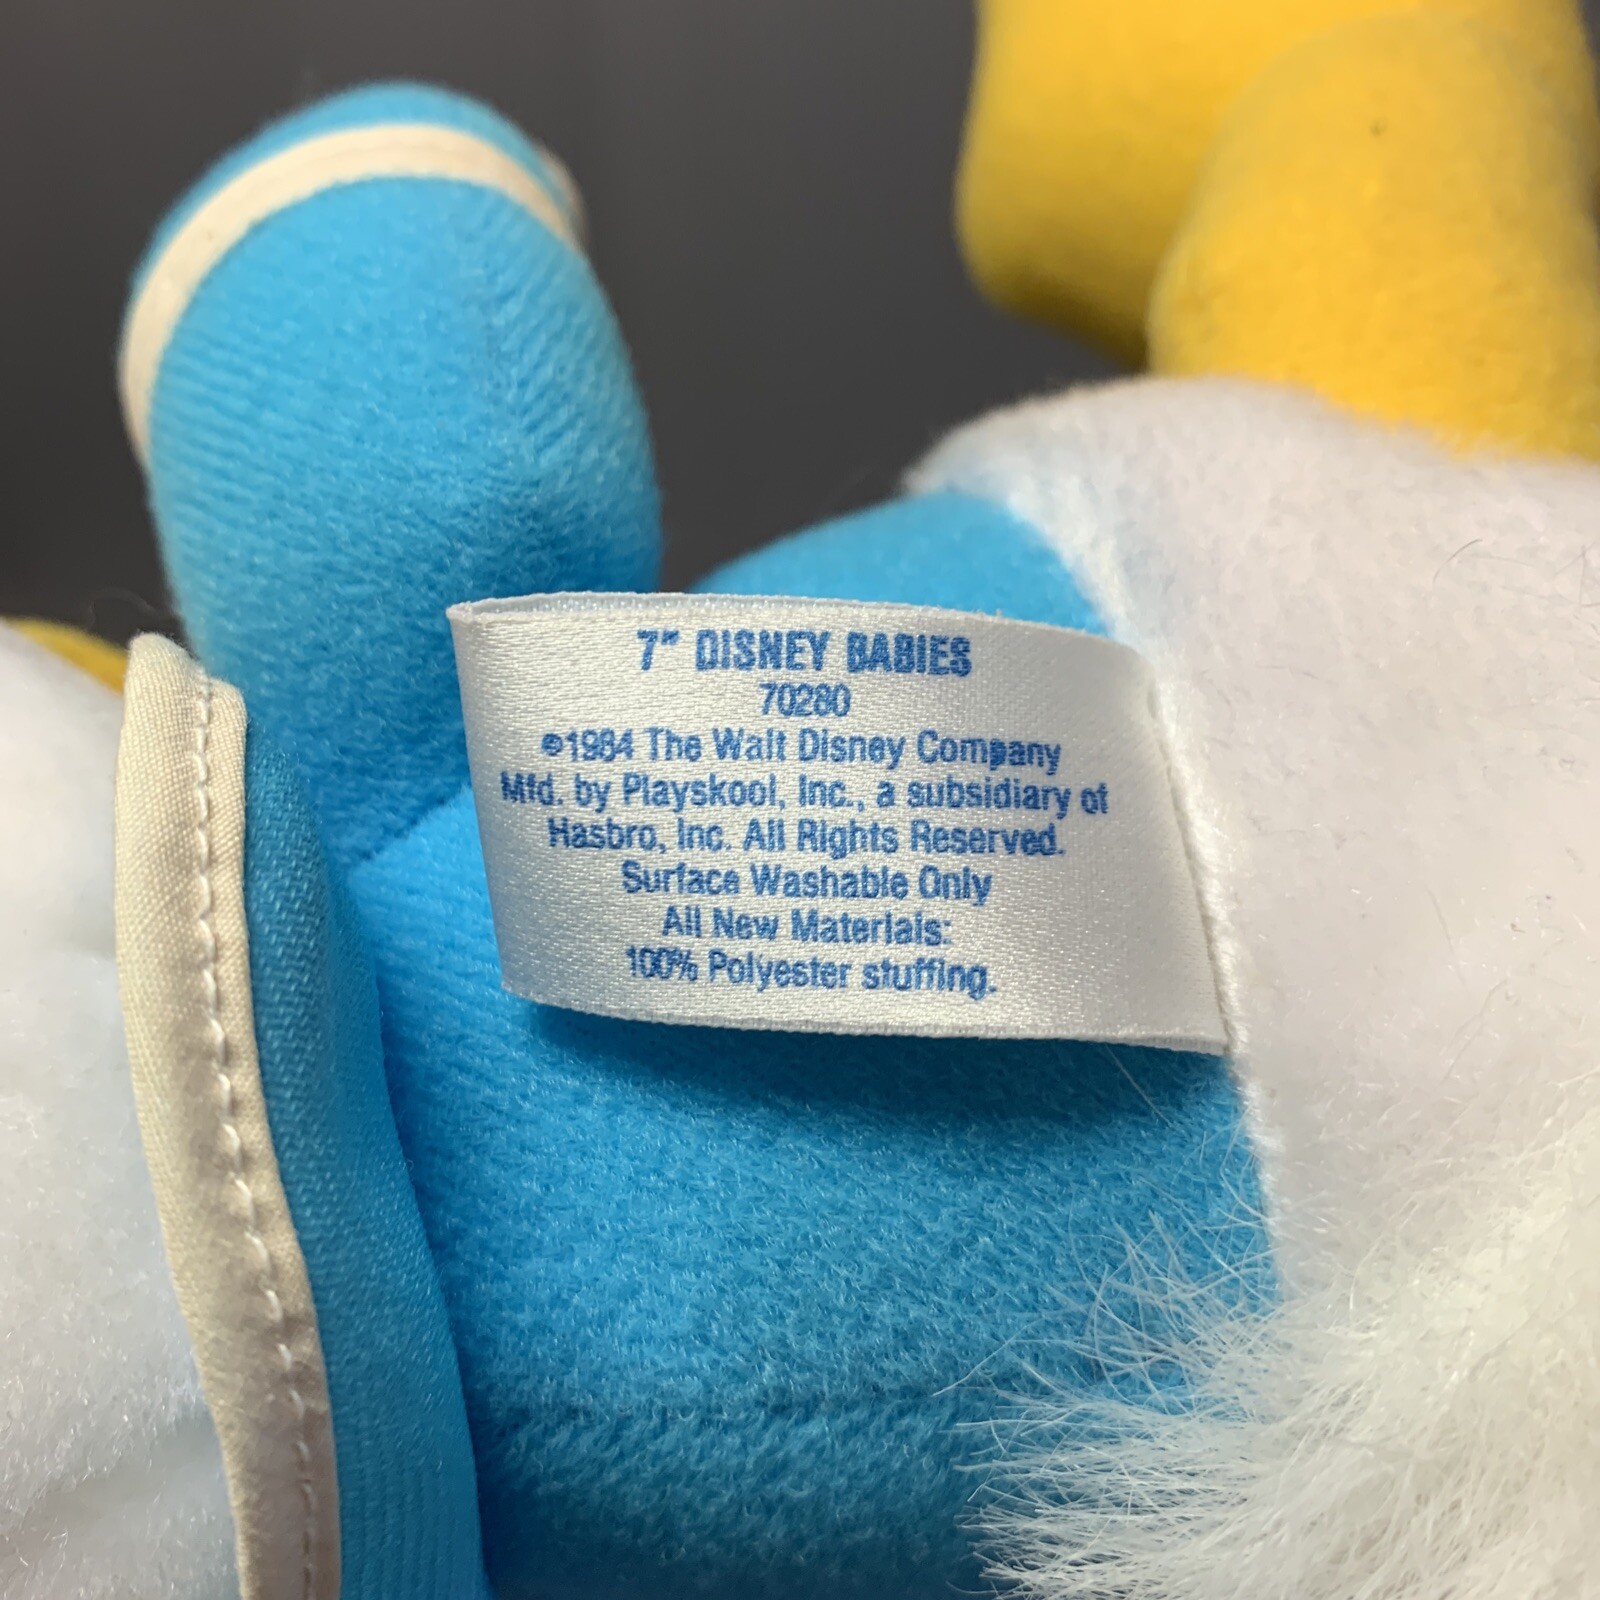 7" DISNEY BABIES
70280
©1984 The Walt Disney Company
Mfd. by Playskool, Inc., a subsidiary of
Hasbro, Inc. All Rights Reserved.
Surface Washable Only
All New Materials:
100% Polyester stuffing.